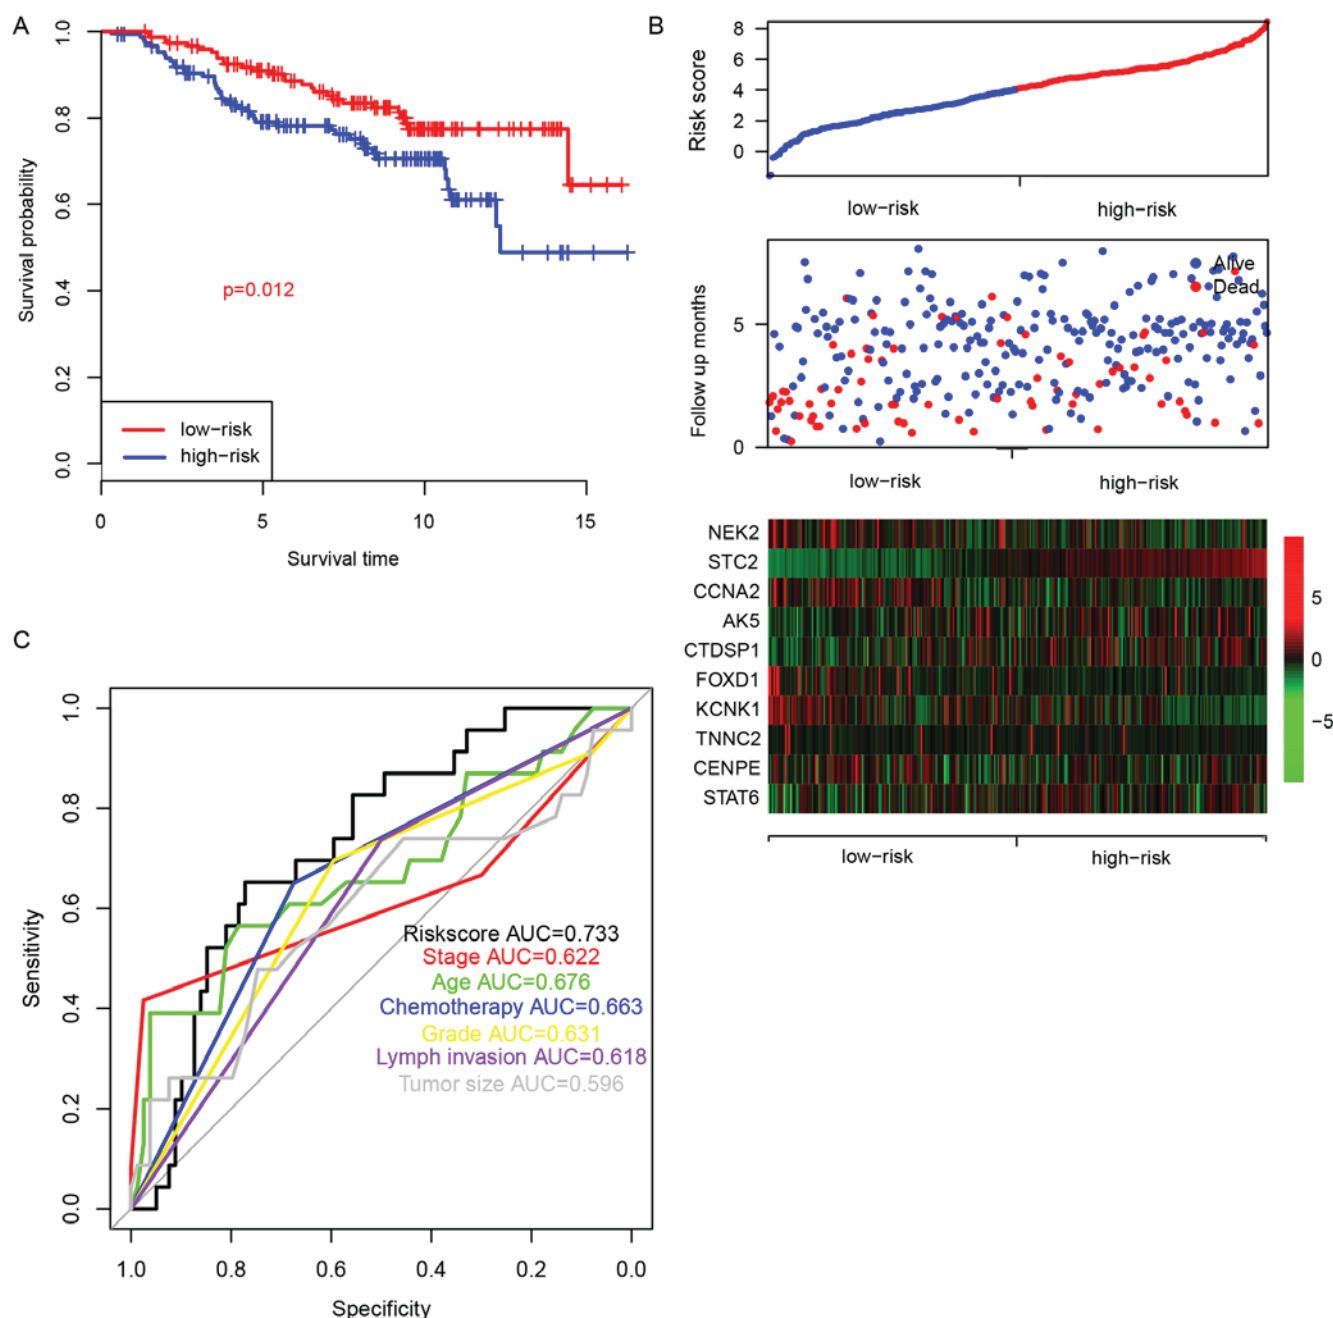 A
1.0
0.8
0.6
0.4
0.2
0.0
Survival probability
p=0.012
low-risk
high-risk
0
5
10
15
Survival time
B
8
6
4
2
0
Risk score
low-risk
high-risk
5
0
Follow up months
Alive
Dead
low-risk
high-risk
NEK2
STC2
CCNA2
AK5
CTDSP1
FOXD1
KCNK1
TNNC2
CENPE
STAT6
5
0
−5
low-risk
high-risk
C
1.0
0.8
0.6
0.4
0.2
0.0
Sensitivity
Riskscore AUC=0.733
Stage AUC=0.622
Age AUC=0.676
Chemotherapy AUC=0.663
Grade AUC=0.631
Lymph invasion AUC=0.618
Tumor size AUC=0.596
1.0
0.8
0.6
0.4
0.2
0.0
Specificity